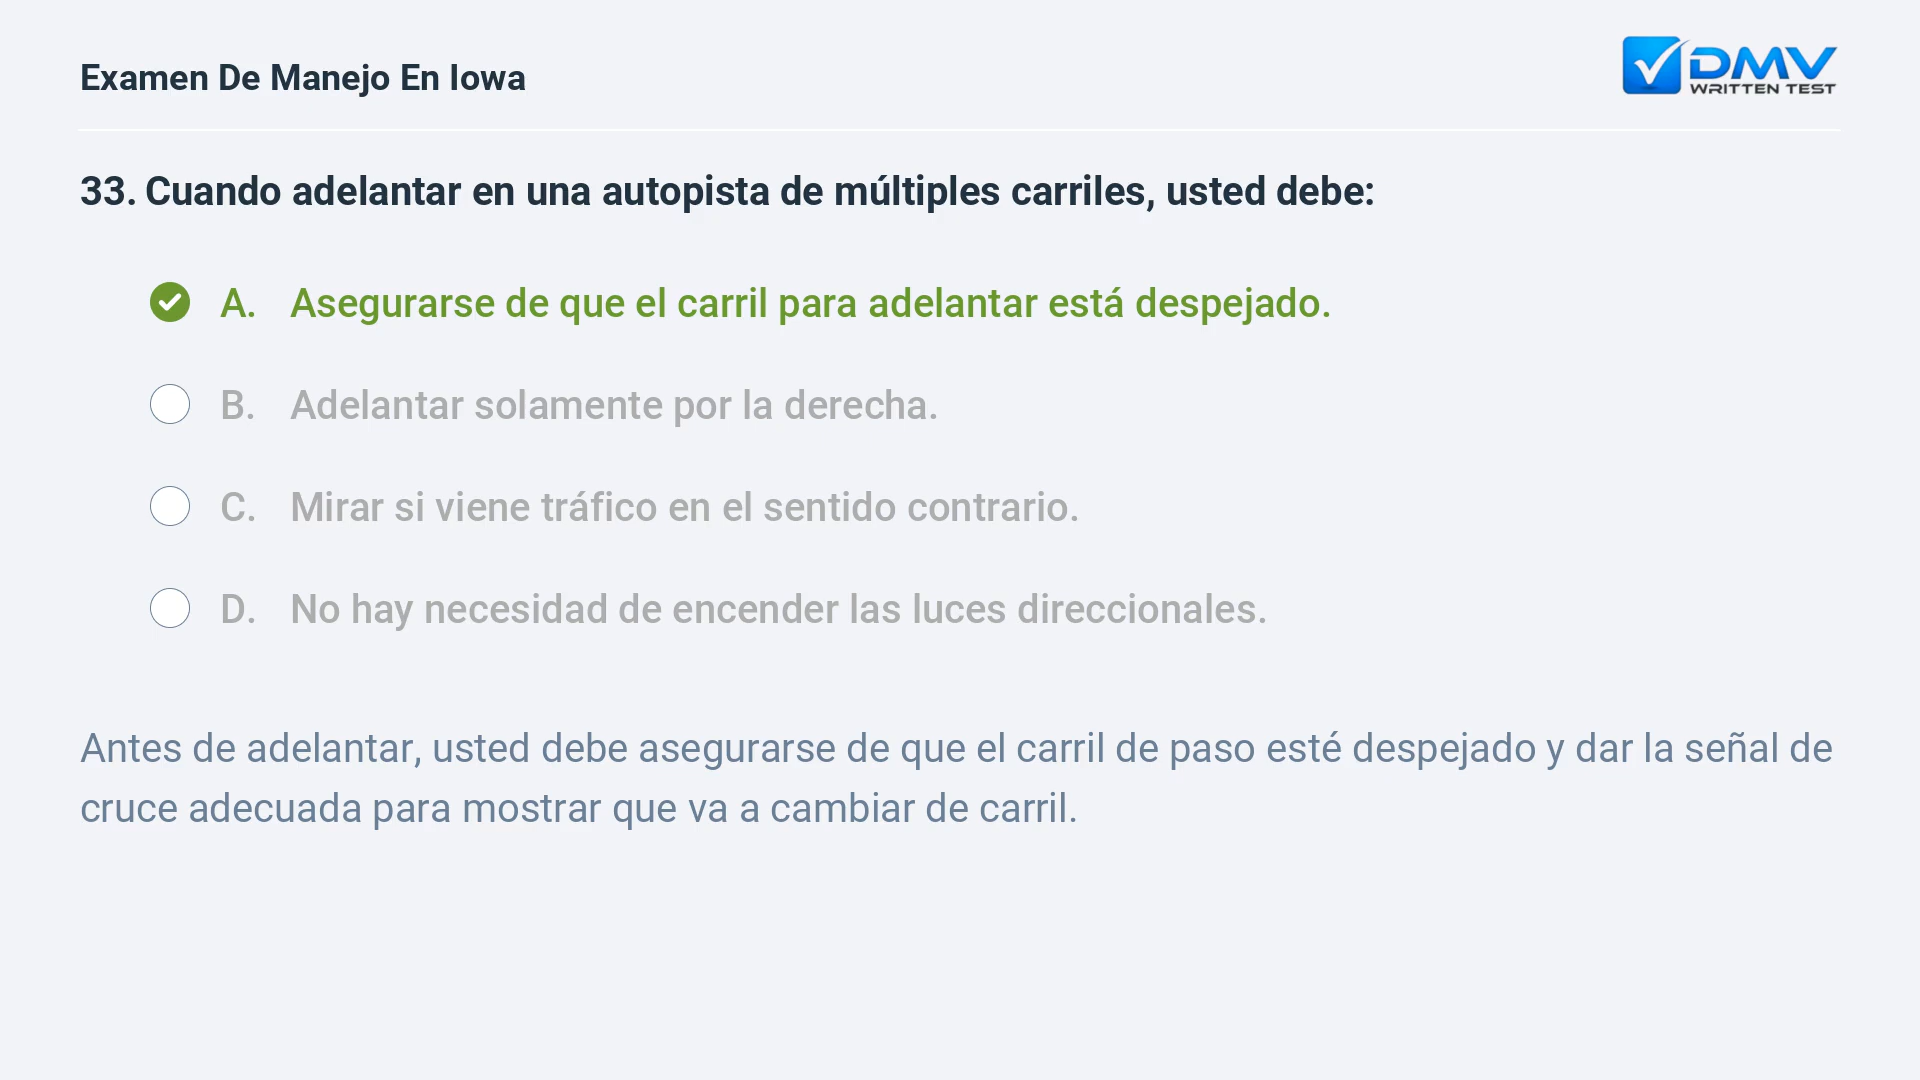 Examen De Manejo En Iowa
DMV
WRITTEN TEST
33. Cuando adelantar en una autopista de múltiples carriles, usted debe:
A. Asegurarse de que el carril para adelantar está despejado.
B. Adelantar solamente por la derecha.
C. Mirar si viene tráfico en el sentido contrario.
D. No hay necesidad de encender las luces direccionales.
Antes de adelantar, usted debe asegurarse de que el carril de paso esté despejado y dar la señal de
cruce adecuada para mostrar que va a cambiar de carril.